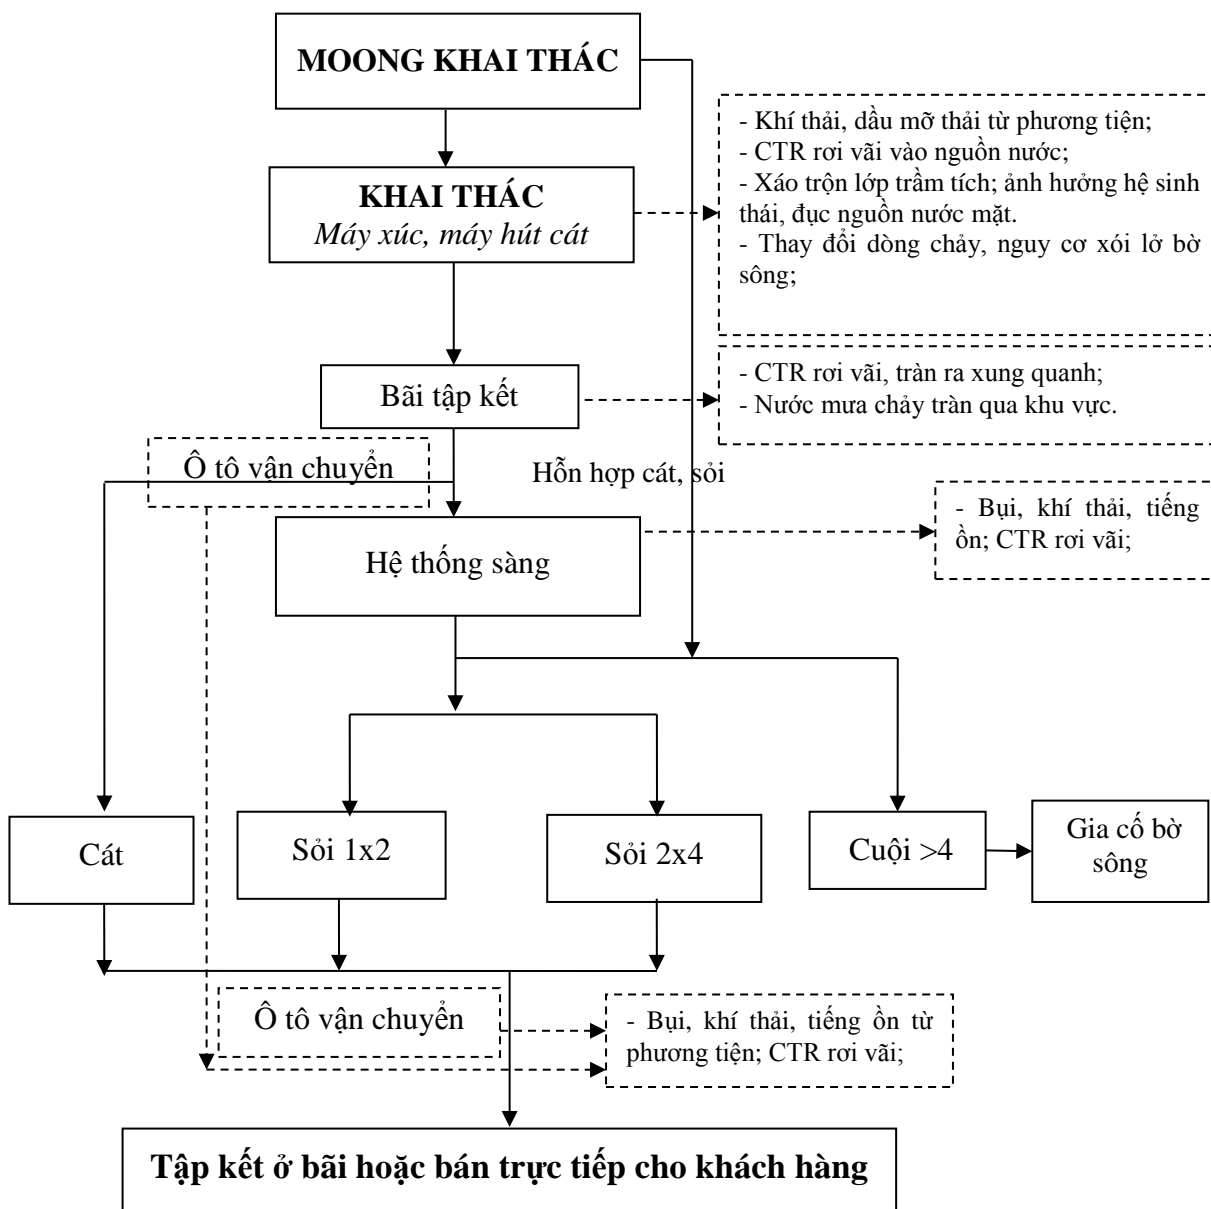 MOONG KHAI THÁC
- Khí thải, dầu mỡ thải từ phương tiện;
- CTR rơi vãi vào nguồn nước;
- Xáo trộn lớp trầm tích; ảnh hưởng hệ sinh
thái, đục nguồn nước mặt.
- Thay đổi dòng chảy, nguy cơ xói lở bờ
sông;
KHAI THÁC
Máy xúc, máy hút cát
- CTR rơi vãi, tràn ra xung quanh;
- Nước mưa chảy tràn qua khu vực.
Bãi tập kết
Ô tô vận chuyển
Hỗn hợp cát, sỏi
- Bụi, khí thải, tiếng
ồn; CTR rơi vãi;
Hệ thống sàng
Cát
Sỏi 1x2
Sỏi 2x4
Cuội >4
Gia cố bờ
sông
Ô tô vận chuyển
- Bụi, khí thải, tiếng ồn từ
phương tiện; CTR rơi vãi;
Tập kết ở bãi hoặc bán trực tiếp cho khách hàng